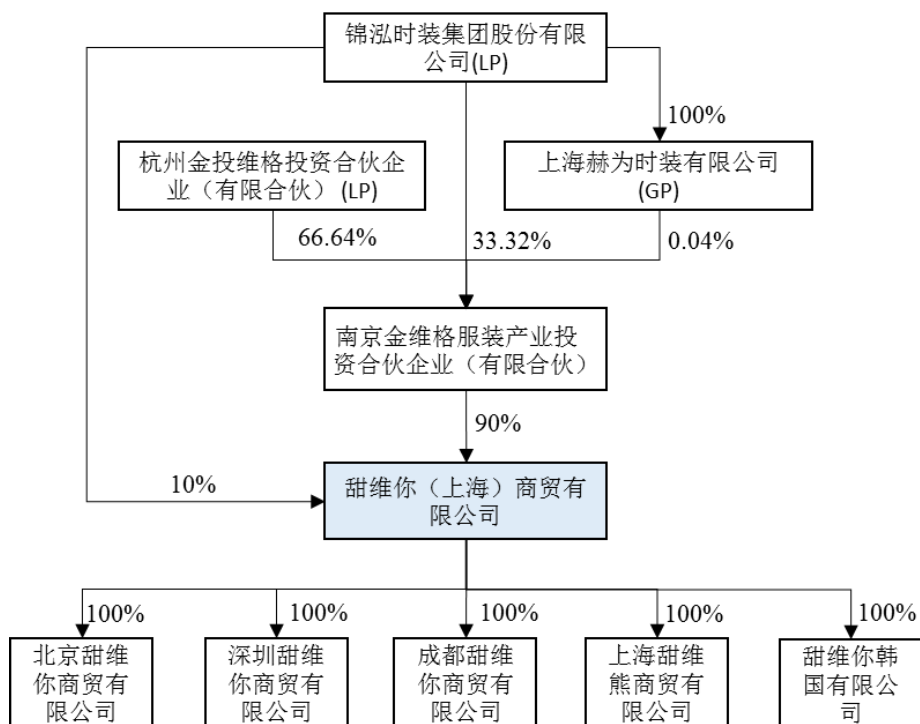 锦泓时装集团股份有限
公司(LP)
100%
杭州金投维格投资合伙企
业（有限合伙）(LP)
上海赫为时装有限公司
(GP)
66.64%
33.32%
0.04%
南京金维格服装产业投
资合伙企业（有限合伙）
90%
10%
甜维你（上海）商贸有
限公司
100%
100%
100%
100%
100%
北京甜维
你商贸有
限公司
深圳甜维
你商贸有
限公司
成都甜维
你商贸有
限公司
上海甜维
熊商贸有
限公司
甜维你韩
国有限公
司